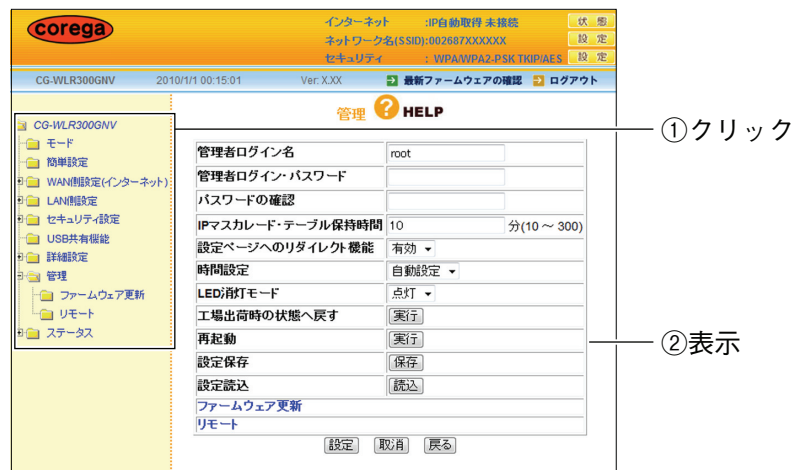 corega
インターネット :IP自動取得 未接続 状 態
ネットワーク名(SSID):002687XXXXXX 設 定
セキュリティ : WPA/WPA2-PSK TKIP/AES 設 定
CG-WLR300GNV 2010/1/1 00:15:01 Ver: X.XX 最新ファームウェアの確認 ログアウト
管理 ? HELP
CG-WLR300GNV
モード
簡単設定
WAN側設定(インターネット)
LAN側設定
セキュリティ設定
USB共有機能
詳細設定
管理
ファームウェア更新
リモート
ステータス
管理者ログイン名 root
管理者ログイン・パスワード
パスワードの確認
IPマスカレード・テーブル保持時間 10 分(10 ～ 300)
設定ページへのリダイレクト機能 有効
時間設定 自動設定
LED消灯モード 点灯
工場出荷時の状態へ戻す 実行
再起動 実行
設定保存 保存
設定読込 読込
ファームウェア更新
リモート
設定 取消 戻る
①クリック
②表示